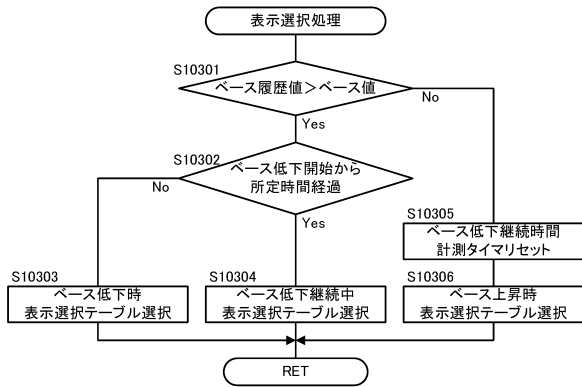 表示選択処理
S10301
ベース履歴値＞ベース値
No
Yes
S10302
ベース低下開始から
所定時間経過
No
Yes
S10305
ベース低下継続時間
計測タイマリセット
S10303
ベース低下時
表示選択テーブル選択
S10304
ベース低下継続中
表示選択テーブル選択
S10306
ベース上昇時
表示選択テーブル選択
RET